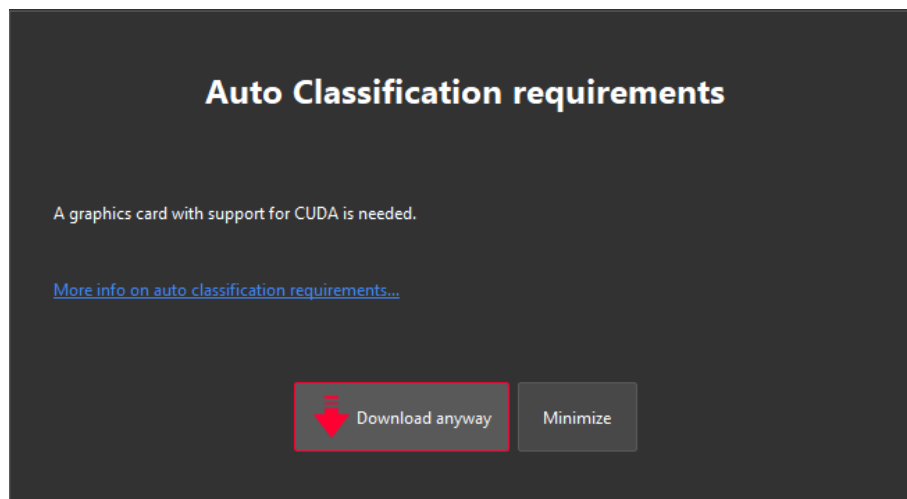 Auto Classification requirements
A graphics card with support for CUDA is needed.
More info on auto classification requirements...
Download anyway
Minimize